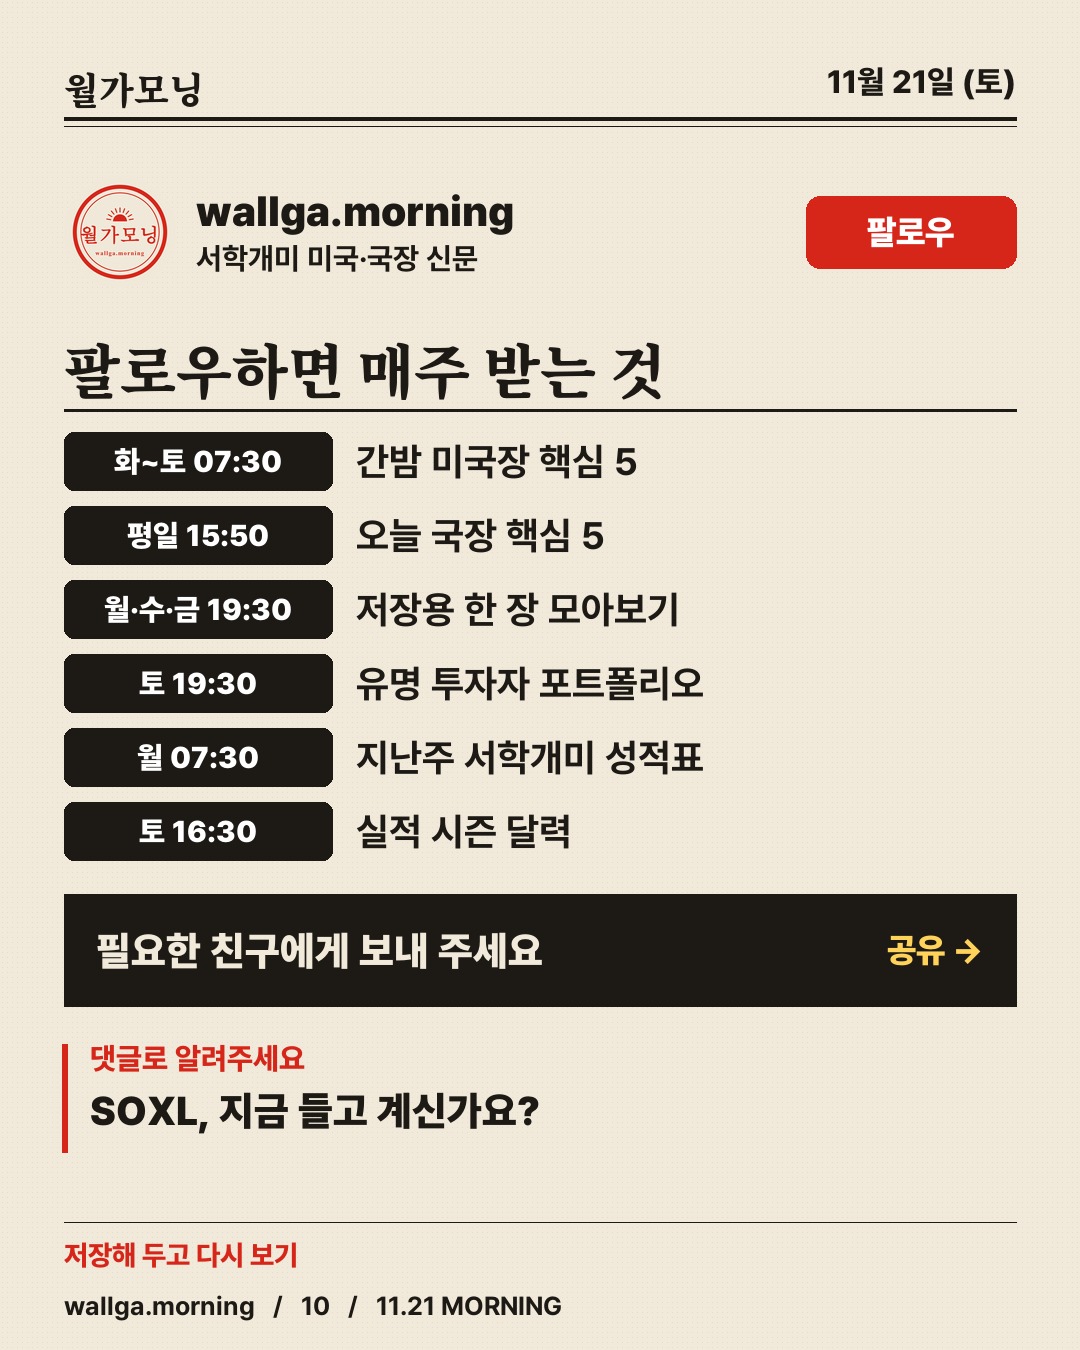 월가모닝
11월 21일 (토)
월가모닝
wallga.morning
wallga.morning
서학개미 미국·국장 신문
팔로우
팔로우하면 매주 받는 것
화~토 07:30 간밤 미국장 핵심 5
평일 15:50 오늘 국장 핵심 5
월·수·금 19:30 저장용 한 장 모아보기
토 19:30 유명 투자자 포트폴리오
월 07:30 지난주 서학개미 성적표
토 16:30 실적 시즌 달력
필요한 친구에게 보내 주세요 공유 →
댓글로 알려주세요
SOXL, 지금 들고 계신가요?
저장해 두고 다시 보기
wallga.morning / 10 / 11.21 MORNING